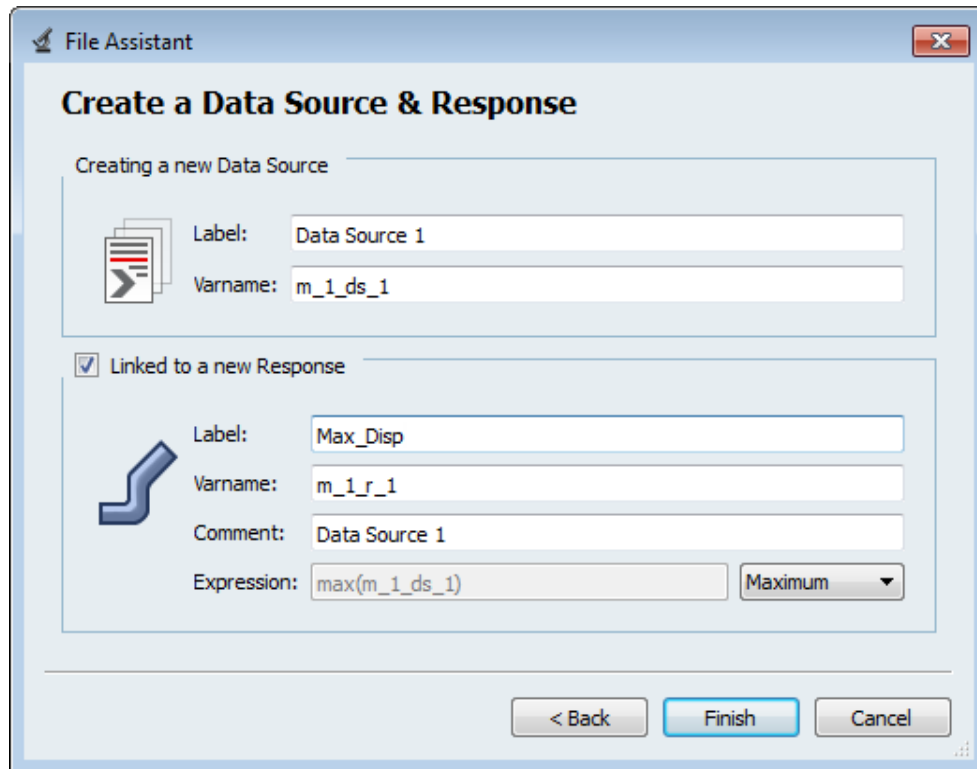 File Assistant
Create a Data Source & Response
Creating a new Data Source
Label: Data Source 1
Varname: m_1_ds_1
Linked to a new Response
Label: Max_Disp
Varname: m_1_r_1
Comment: Data Source 1
Expression: max(m_1_ds_1) Maximum
< Back Finish Cancel